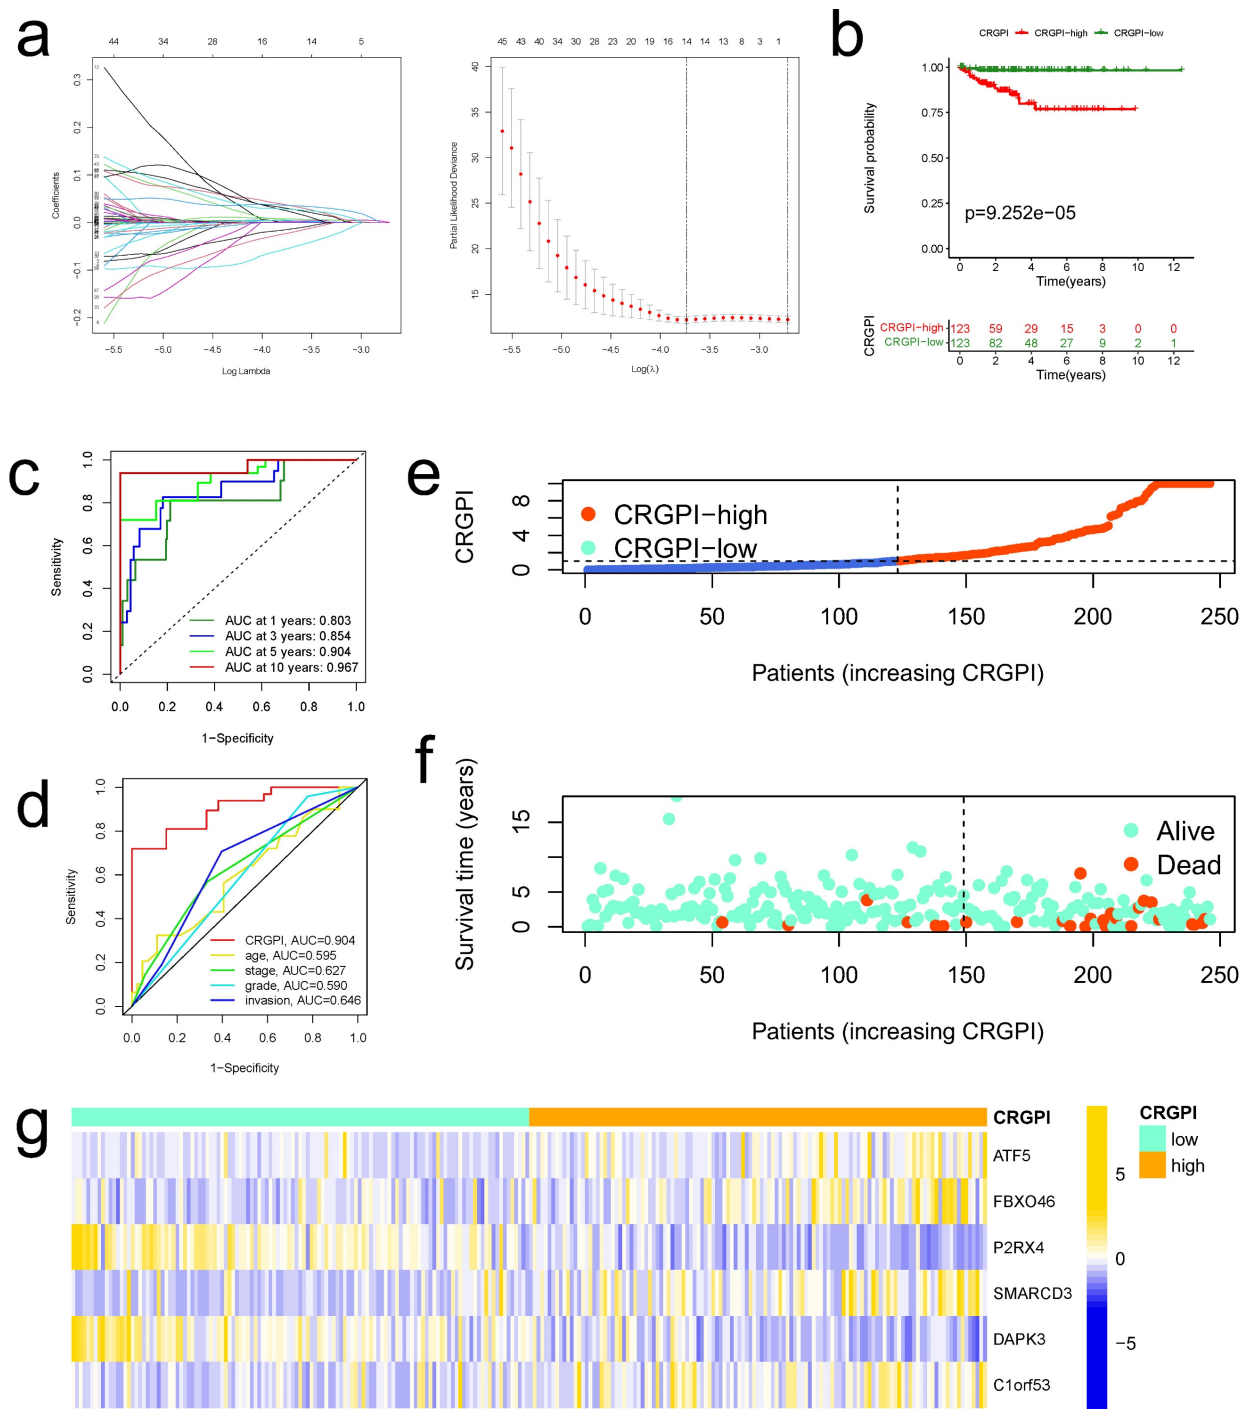 a
44 34 28 16 14 5
0.3
0.2
0.1
0.0
−0.1
−0.2
Coefficients
−5.5 −5.0 −4.5 −4.0 −3.5 −3.0
Log Lambda
45 43 40 34 30 28 23 20 19 16 14 14 13 8 3 1
40
35
30
25
20
15
Partial Likelihood Deviance
−5.5 −5.0 −4.5 −4.0 −3.5 −3.0
Log(λ)
b
CRGPI CRGPI−high CRGPI−low
1.00
0.75
0.50
0.25
0.00
Survival probability
p=9.252e−05
0 2 4 6 8 10 12
Time(years)
CRGPI
CRGPI−high 123 59 29 15 3 0 0
CRGPI−low 123 82 48 27 9 2 1
0 2 4 6 8 10 12
Time(years)
c
1.0
0.8
0.6
0.4
0.2
0.0
Sensitivity
AUC at 1 years: 0.803
AUC at 3 years: 0.854
AUC at 5 years: 0.904
AUC at 10 years: 0.967
0.0 0.2 0.4 0.6 0.8 1.0
1−Specificity
e
8
4
0
CRGPI
CRGPI−high
CRGPI−low
0 50 100 150 200 250
Patients (increasing CRGPI)
d
1.0
0.8
0.6
0.4
0.2
0.0
Sensitivity
CRGPI, AUC=0.904
age, AUC=0.595
stage, AUC=0.627
grade, AUC=0.590
invasion, AUC=0.646
0.0 0.2 0.4 0.6 0.8 1.0
1−Specificity
f
15
5
0
Survival time (years)
Alive
Dead
0 50 100 150 200 250
Patients (increasing CRGPI)
g
CRGPI
ATF5
FBXO46
P2RX4
SMARCD3
DAPK3
C1orf53
5
0
−5
CRGPI
low
high